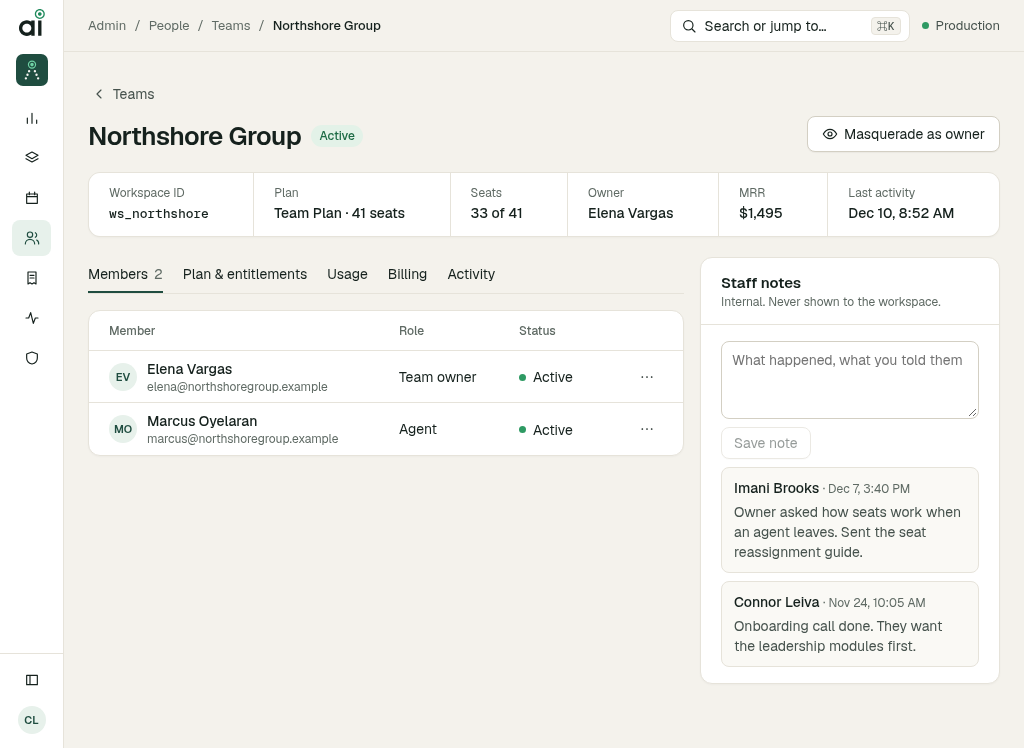 ai
Admin / People / Teams / Northshore Group
Search or jump to…
⌘K
Production
Teams
Northshore Group
Active
Masquerade as owner
Workspace ID
ws_northshore
Plan
Team Plan · 41 seats
Seats
33 of 41
Owner
Elena Vargas
MRR
$1,495
Last activity
Dec 10, 8:52 AM
Members 2
Plan & entitlements
Usage
Billing
Activity
Member
Role
Status
EV
Elena Vargas
elena@northshoregroup.example
Team owner
Active
MO
Marcus Oyelaran
marcus@northshoregroup.example
Agent
Active
Staff notes
Internal. Never shown to the workspace.
What happened, what you told them
Save note
Imani Brooks · Dec 7, 3:40 PM
Owner asked how seats work when
an agent leaves. Sent the seat
reassignment guide.
Connor Leiva · Nov 24, 10:05 AM
Onboarding call done. They want
the leadership modules first.
CL